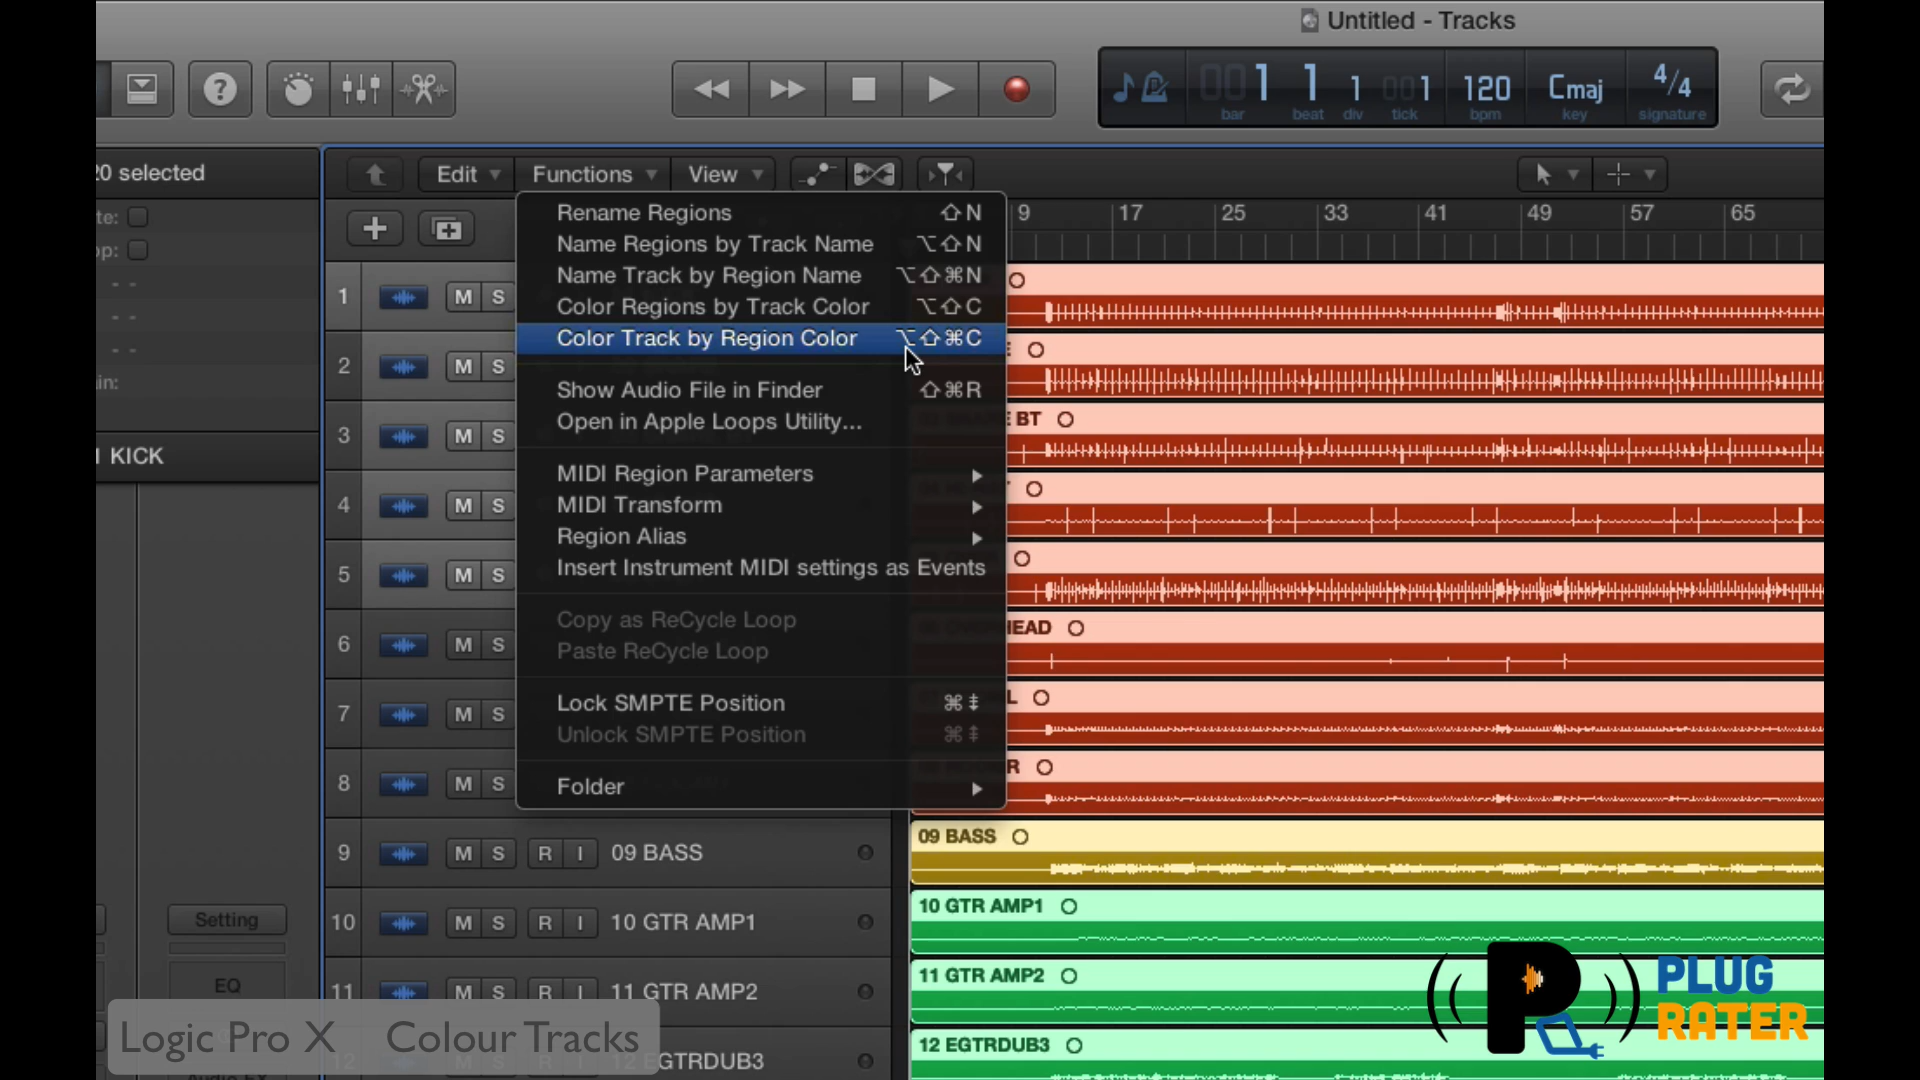 Untitled - Tracks
1 1 1 1 120 Cmaj 4/4
bar beat div tick bpm key signature
20 selected
Edit Functions View
9 17 25 33 41 49 57 65
Rename Regions ⇧N
Name Regions by Track Name ⌥⇧N
Name Track by Region Name ⌥⇧⌘N
Color Regions by Track Color ⌥⇧C
Color Track by Region Color ⌥⇧⌘C
Show Audio File in Finder ⇧⌘R
Open in Apple Loops Utility...
MIDI Region Parameters
MIDI Transform
Region Alias
Insert Instrument MIDI settings as Events
Copy as ReCycle Loop
Paste ReCycle Loop
Lock SMPTE Position ⌘⇞
Unlock SMPTE Position ⌘⇟
Folder
1 M S
2 M S
3 M S
BT
KICK
4 M S
5 M S
6 M S
HEAD
7 M S
8 M S
9 M S R I 09 BASS
09 BASS
10 M S R I 10 GTR AMP1
10 GTR AMP1
Setting
EQ
11 M S R I 11 GTR AMP2
11 GTR AMP2
12 EGTRDUB3
12 EGTRDUB3
Logic Pro X Colour Tracks
PLUG
RATER